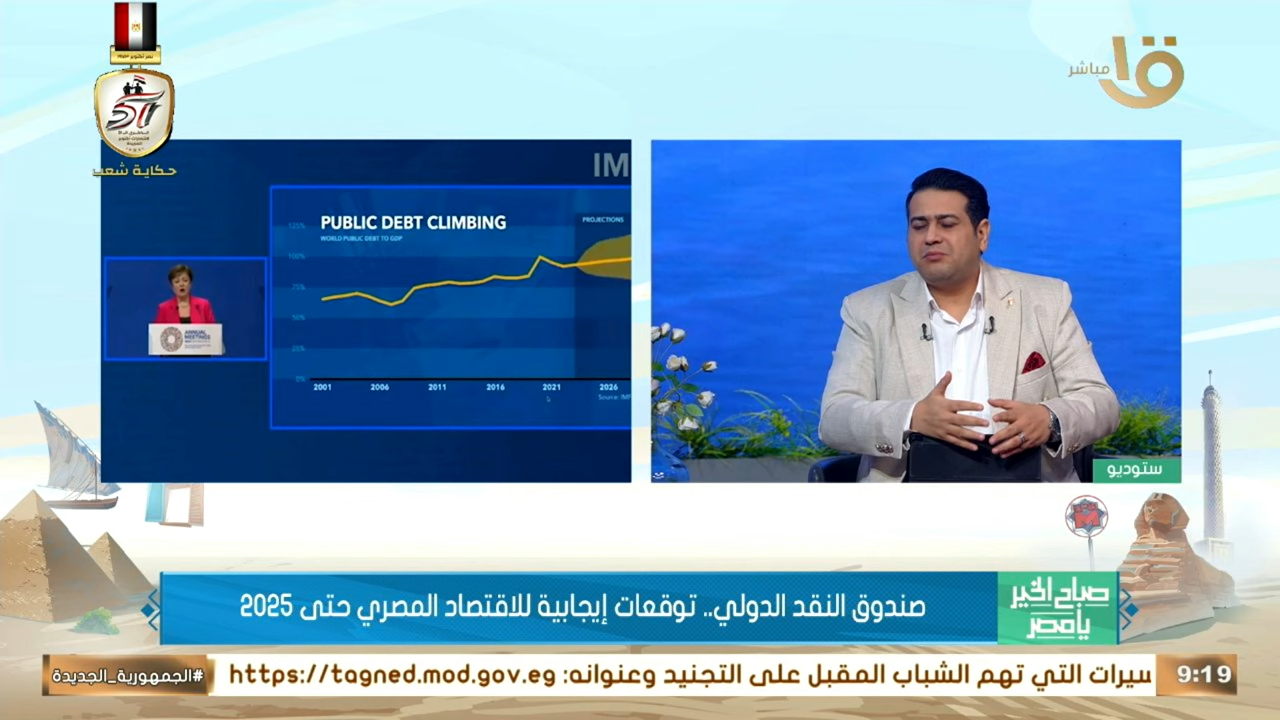 مباشر
حكاية شعب
IM
PUBLIC DEBT CLIMBING
WORLD PUBLIC DEBT TO GDP
PROJECTIONS
125%
100%
75%
50%
25%
0%
2001 2006 2011 2016 2021 2026
Source: IMF
ANNUAL
MEETINGS
ستوديو
صباح الخير
يا مصر
صندوق النقد الدولي.. توقعات إيجابية للاقتصاد المصري حتى 2025
9:19
سيرات التي تهم الشباب المقبل على التجنيد وعنوانه: https://tagned.mod.gov.eg
#الجمهورية_الجديدة